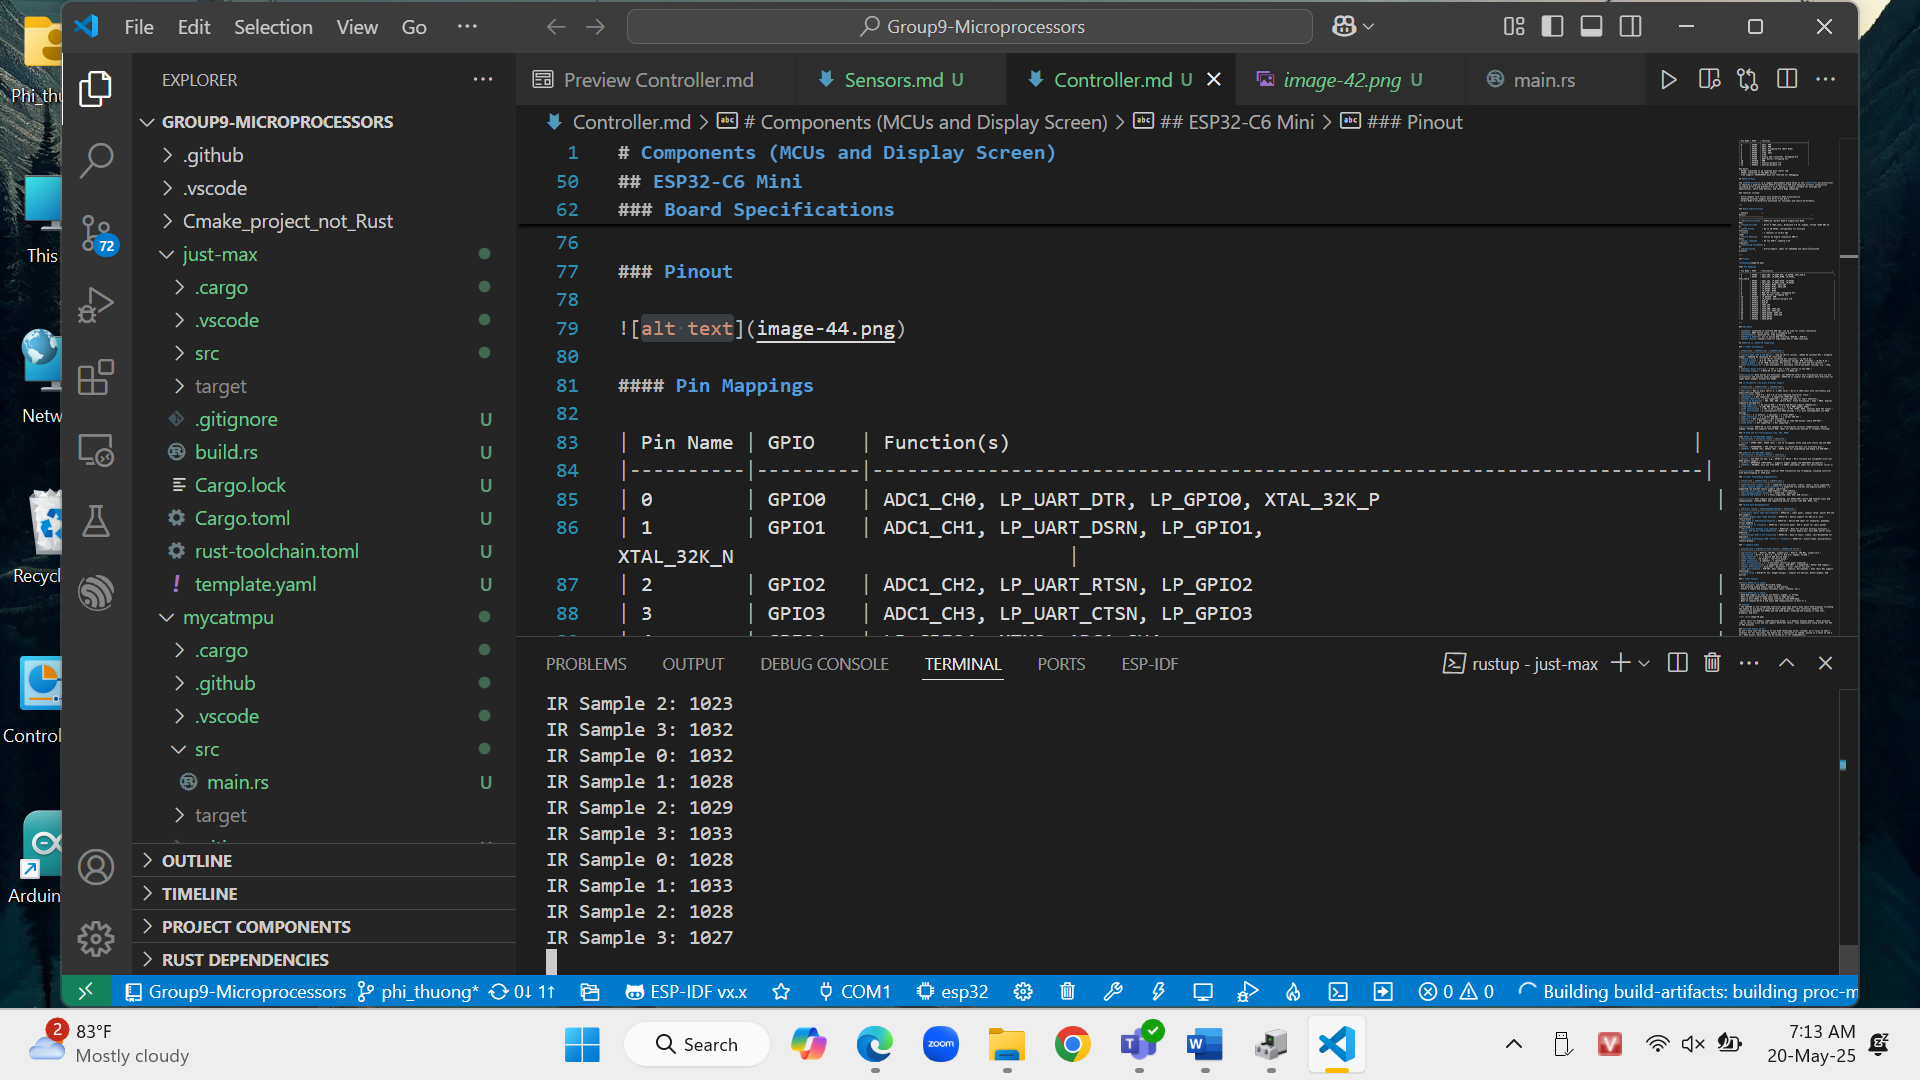 File Edit Selection View Go ···
Group9-Microprocessors
Phi_thu
This
Netw
Recyc
Control
Arduin
72
EXPLORER
GROUP9-MICROPROCESSORS
.github
.vscode
Cmake_project_not_Rust
just-max
.cargo
.vscode
src
target
.gitignore U
build.rs U
Cargo.lock U
Cargo.toml U
rust-toolchain.toml U
template.yaml U
mycatmpu
.cargo
.github
.vscode
src
main.rs U
target
OUTLINE
TIMELINE
PROJECT COMPONENTS
RUST DEPENDENCIES
Preview Controller.md Sensors.md U Controller.md U image-42.png U main.rs
Controller.md > # Components (MCUs and Display Screen) > ## ESP32-C6 Mini > ### Pinout
1 # Components (MCUs and Display Screen)
50 ## ESP32-C6 Mini
62 ### Board Specifications
76
77 ### Pinout
78
79 ![alt text](image-44.png)
80
81 #### Pin Mappings
82
83 | Pin Name | GPIO | Function(s) |
84 |----------|---------|------------------------------------------------------------------------|
85 | 0 | GPIO0 | ADC1_CH0, LP_UART_DTR, LP_GPIO0, XTAL_32K_P |
86 | 1 | GPIO1 | ADC1_CH1, LP_UART_DSRN, LP_GPIO1,
XTAL_32K_N |
87 | 2 | GPIO2 | ADC1_CH2, LP_UART_RTSN, LP_GPIO2 |
88 | 3 | GPIO3 | ADC1_CH3, LP_UART_CTSN, LP_GPIO3 |
PROBLEMS OUTPUT DEBUG CONSOLE TERMINAL PORTS ESP-IDF
rustup - just-max
IR Sample 2: 1023
IR Sample 3: 1032
IR Sample 0: 1032
IR Sample 1: 1028
IR Sample 2: 1029
IR Sample 3: 1033
IR Sample 0: 1028
IR Sample 1: 1033
IR Sample 2: 1028
IR Sample 3: 1027
Group9-Microprocessors phi_thuong* 0↓ 1↑ ESP-IDF vx.x COM1 esp32 0 0 Building build-artifacts: building proc-m
2
83°F
Mostly cloudy
Search
zoom
7:13 AM
20-May-25